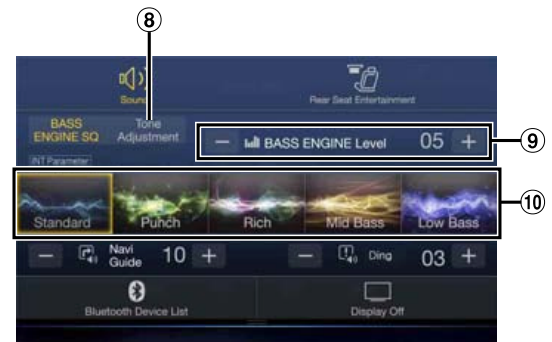 8
Sound
Rear Seat Entertainment
BASS
ENGINE SQ
Tone
Adjustment
BASS ENGINE Level
05
9
INT Parameter
Standard
Punch
Rich
Mid Bass
Low Bass
10
Navi
Guide
10
Ding
03
Bluetooth Device List
Display Off